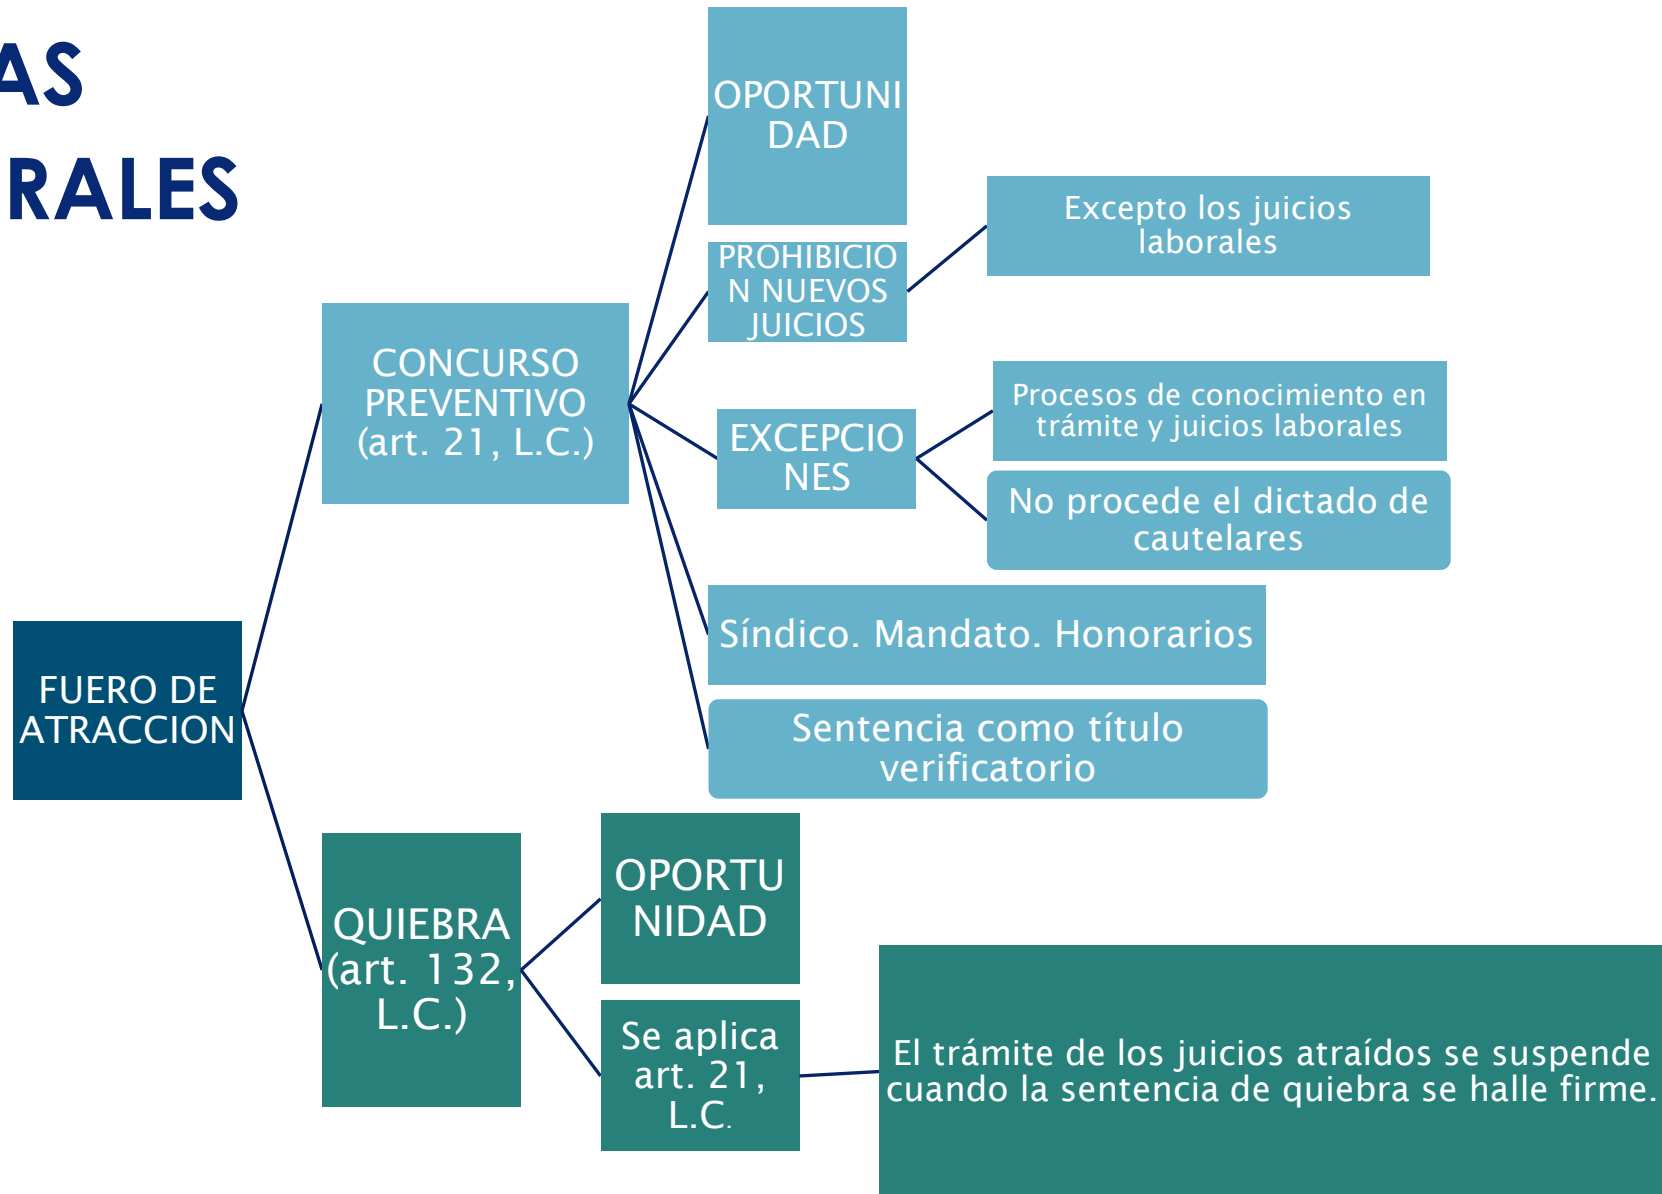 AS
RALES
OPORTUNI
DAD
PROHIBICIO
N NUEVOS
JUICIOS
Excepto los juicios
laborales
CONCURSO
PREVENTIVO
(art. 21, L.C.)
EXCEPCIO
NES
Procesos de conocimiento en
trámite y juicios laborales
No procede el dictado de
cautelares
Síndico. Mandato. Honorarios
Sentencia como título
verificatorio
FUERO DE
ATRACCION
QUIEBRA
(art. 132,
L.C.)
OPORTU
NIDAD
Se aplica
art. 21,
L.C.
El trámite de los juicios atraídos se suspende
cuando la sentencia de quiebra se halle firme.